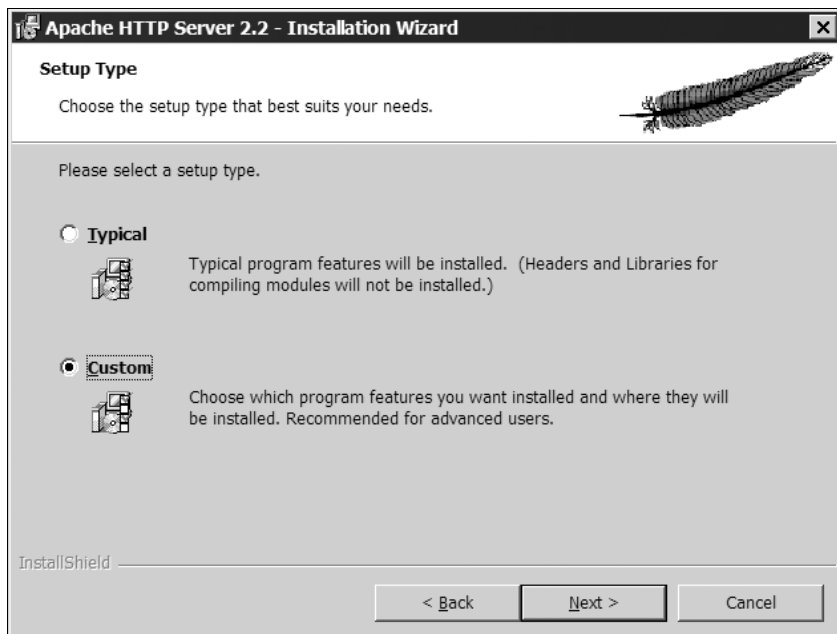 Apache HTTP Server 2.2 - Installation Wizard
Setup Type
Choose the setup type that best suits your needs.
Please select a setup type.
Typical
Typical program features will be installed. (Headers and Libraries for
compiling modules will not be installed.)
Custom
Choose which program features you want installed and where they will
be installed. Recommended for advanced users.
InstallShield
< Back
Next >
Cancel